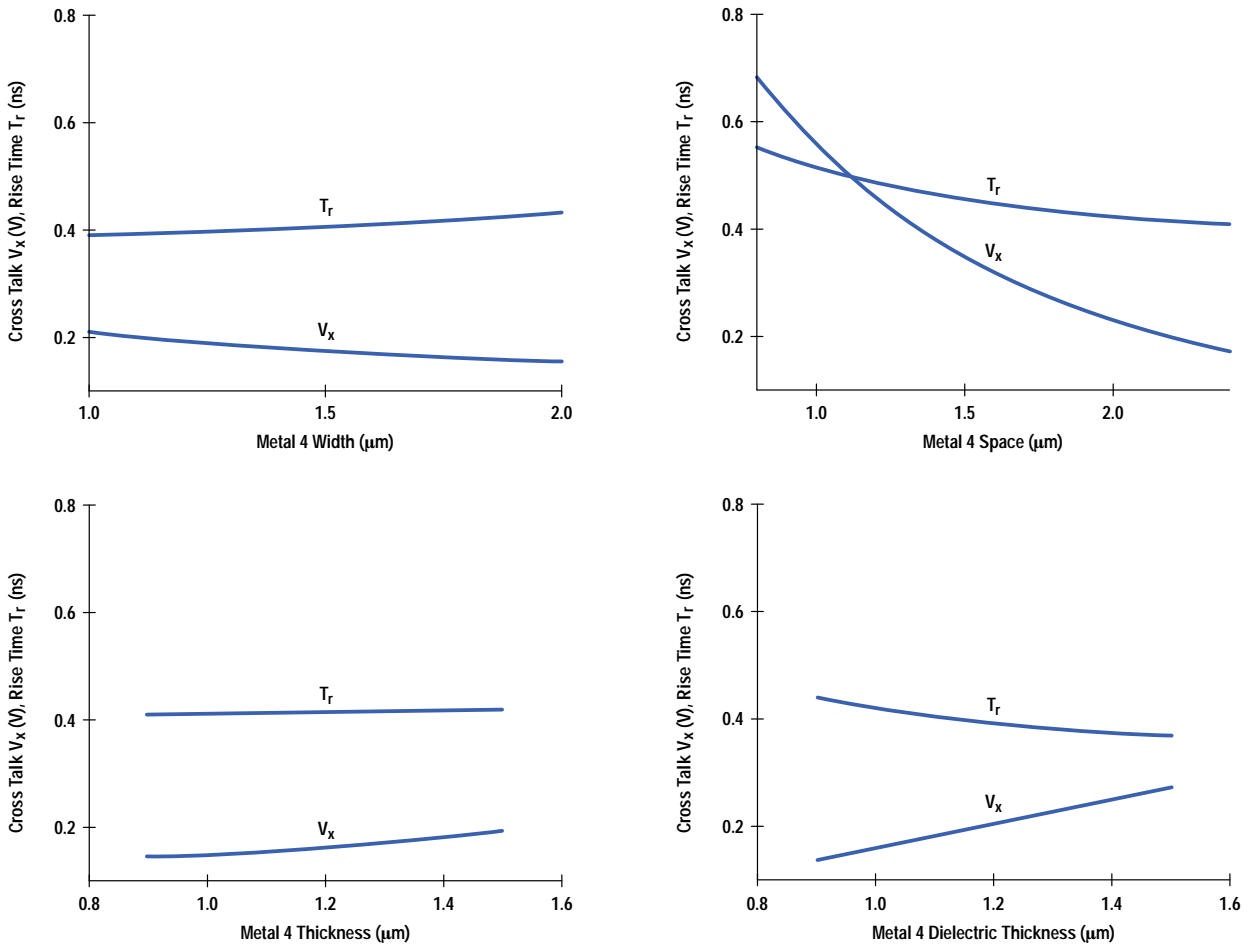 Cross Talk Vx (V), Rise Time Tr (ns)
0.8
0.6
0.4
0.2
Tr
Vx
1.0
1.5
2.0
Metal 4 Width (µm)
Cross Talk Vx (V), Rise Time Tr (ns)
0.8
0.6
0.4
0.2
Tr
Vx
1.0
1.5
2.0
Metal 4 Space (µm)
Cross Talk Vx (V), Rise Time Tr (ns)
0.8
0.6
0.4
0.2
Tr
Vx
0.8
1.0
1.2
1.4
1.6
Metal 4 Thickness (µm)
Cross Talk Vx (V), Rise Time Tr (ns)
0.8
0.6
0.4
0.2
Tr
Vx
0.8
1.0
1.2
1.4
1.6
Metal 4 Dielectric Thickness (µm)